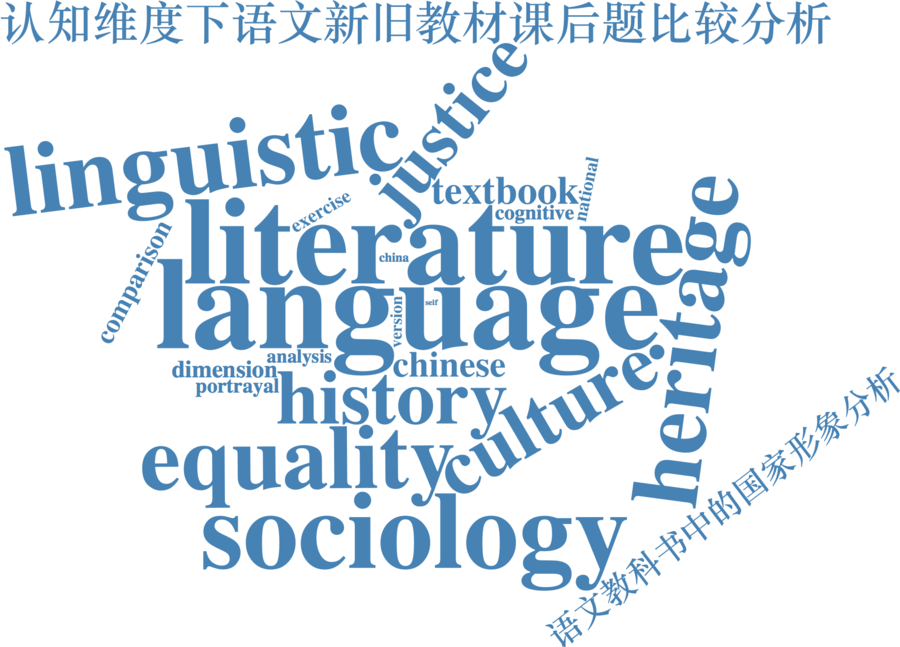 认知维度下语文新旧教材课后题比较分析
justice
linguistic
textbook
national
exercise
cognitive
literature
comparison
china
heritage
language
version
self
analysis
dimension
chinese
portrayal
history
culture
equality
sociology
语文教科书中的国家形象分析